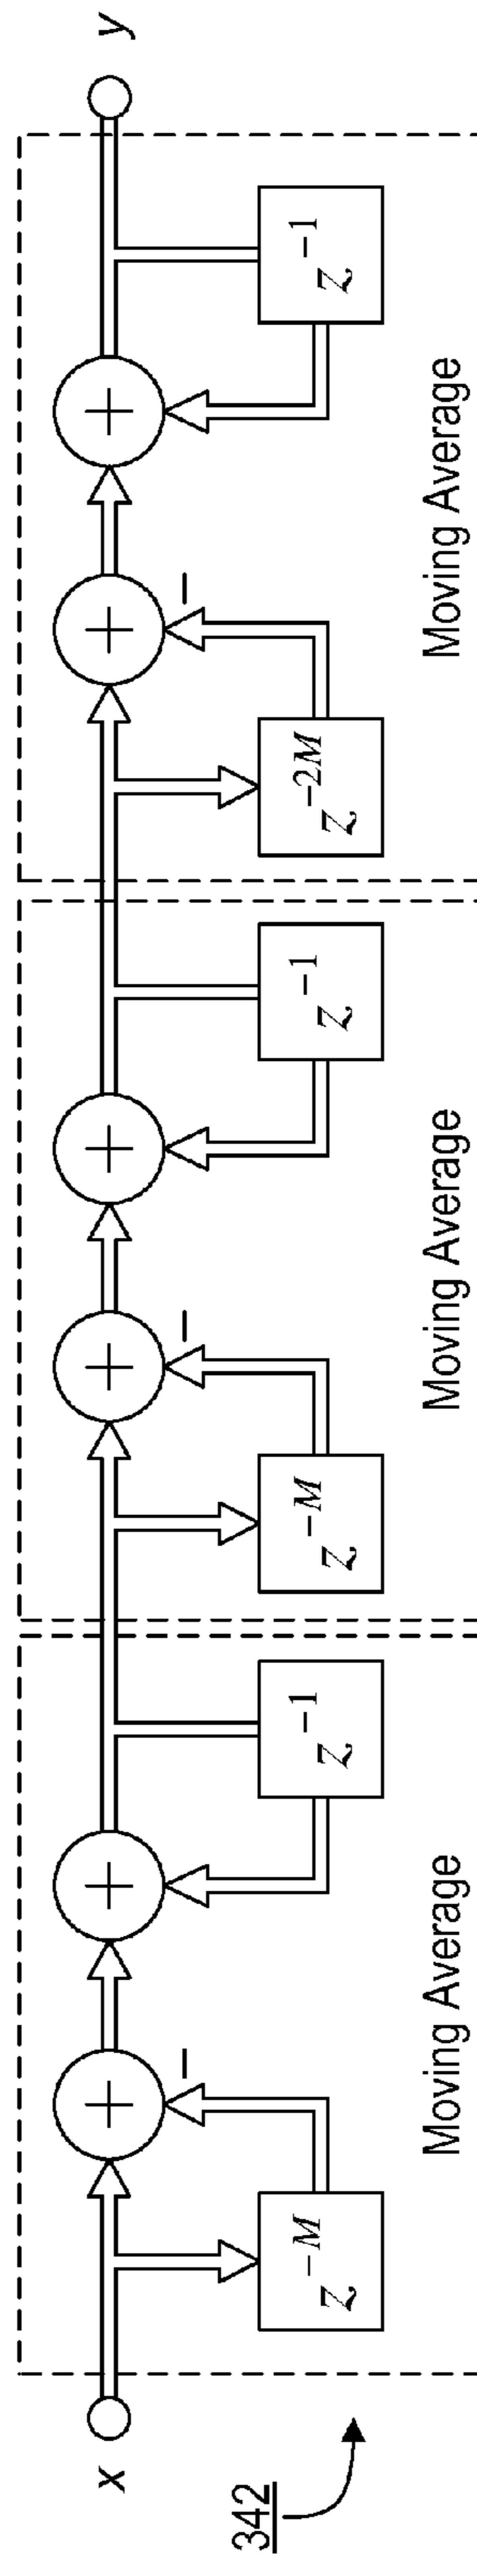 x
y
+
+
+
+
+
+
z⁻ᴹ
z⁻¹
z⁻ᴹ
z⁻¹
z⁻²ᴹ
z⁻¹
−
−
−
Moving Average
Moving Average
Moving Average
342